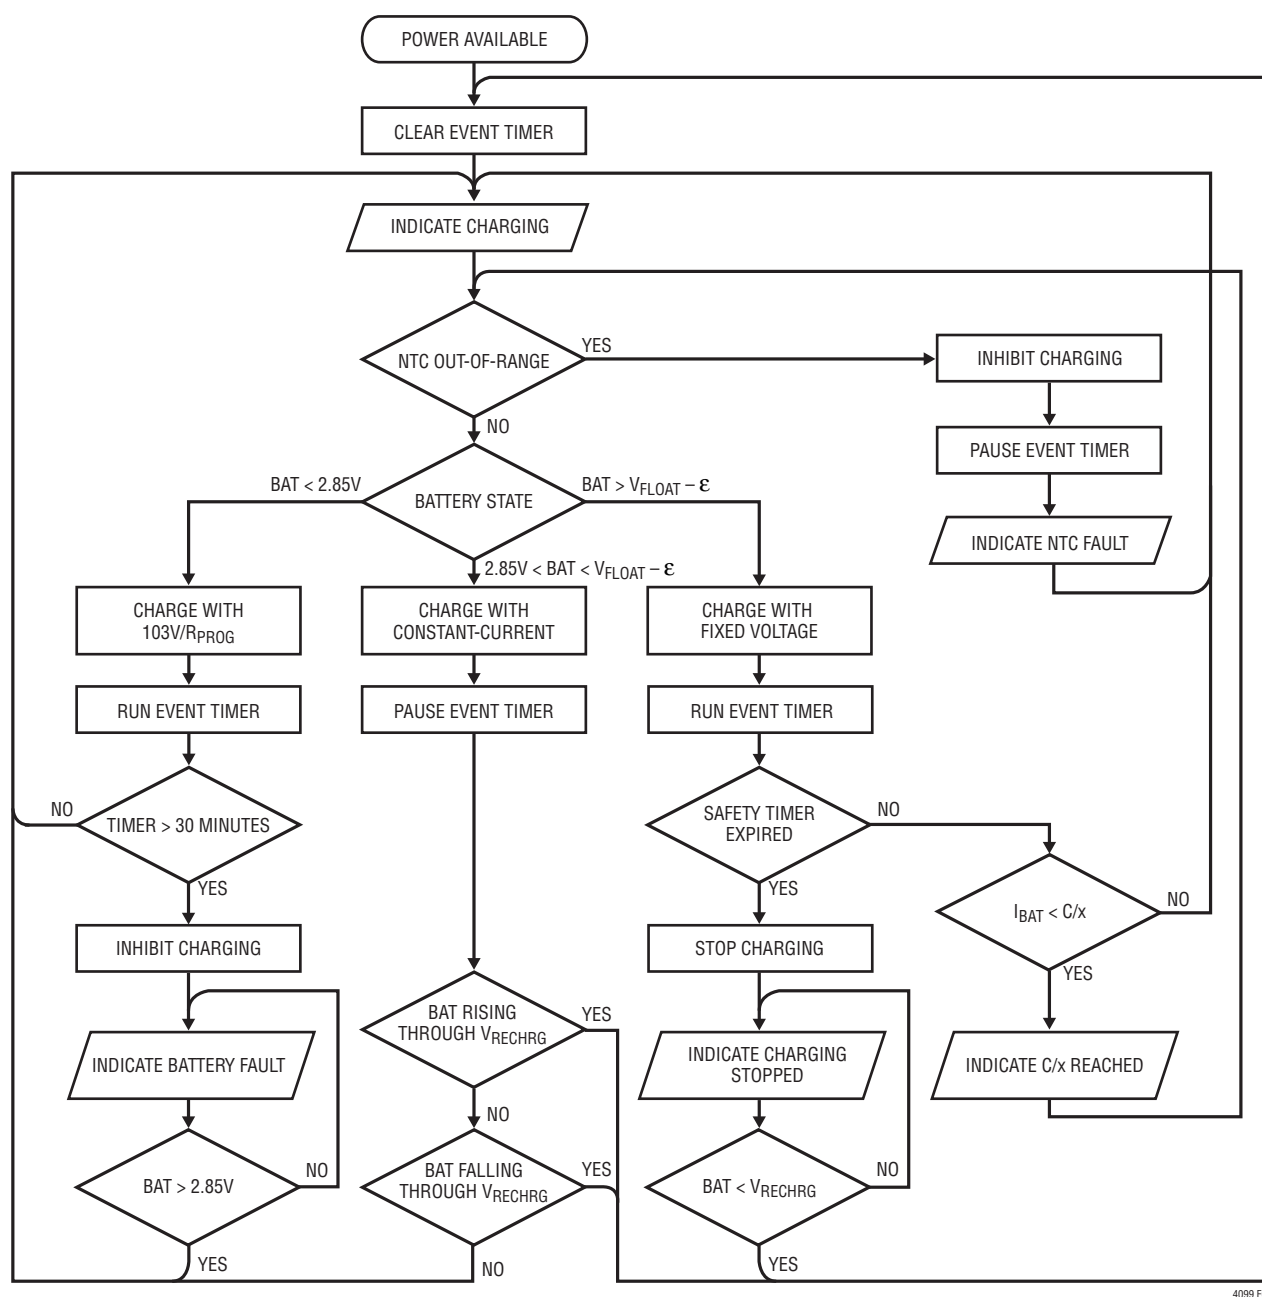 POWER AVAILABLE
CLEAR EVENT TIMER
INDICATE CHARGING
NTC OUT-OF-RANGE
YES
NO
INHIBIT CHARGING
PAUSE EVENT TIMER
INDICATE NTC FAULT
BATTERY STATE
BAT < 2.85V
BAT > VFLOAT – ε
2.85V < BAT < VFLOAT – ε
CHARGE WITH
103V/RPROG
RUN EVENT TIMER
TIMER > 30 MINUTES
NO
YES
INHIBIT CHARGING
INDICATE BATTERY FAULT
BAT > 2.85V
NO
YES
CHARGE WITH
CONSTANT-CURRENT
PAUSE EVENT TIMER
BAT RISING
THROUGH VRECHRG
YES
NO
BAT FALLING
THROUGH VRECHRG
YES
NO
CHARGE WITH
FIXED VOLTAGE
RUN EVENT TIMER
SAFETY TIMER
EXPIRED
NO
YES
STOP CHARGING
INDICATE CHARGING
STOPPED
BAT < VRECHRG
NO
YES
IBAT < C/x
NO
YES
INDICATE C/x REACHED
4099 F